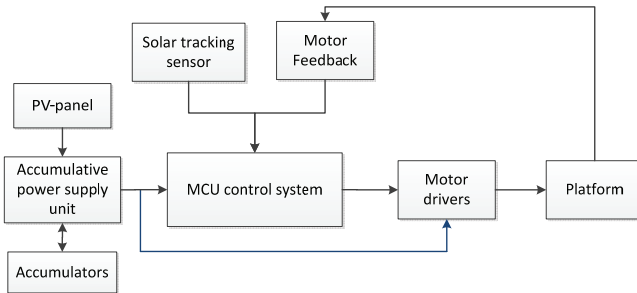 Solar tracking
sensor
Motor
Feedback
PV-panel
Accumulative
power supply
unit
MCU control system
Motor
drivers
Platform
Accumulators